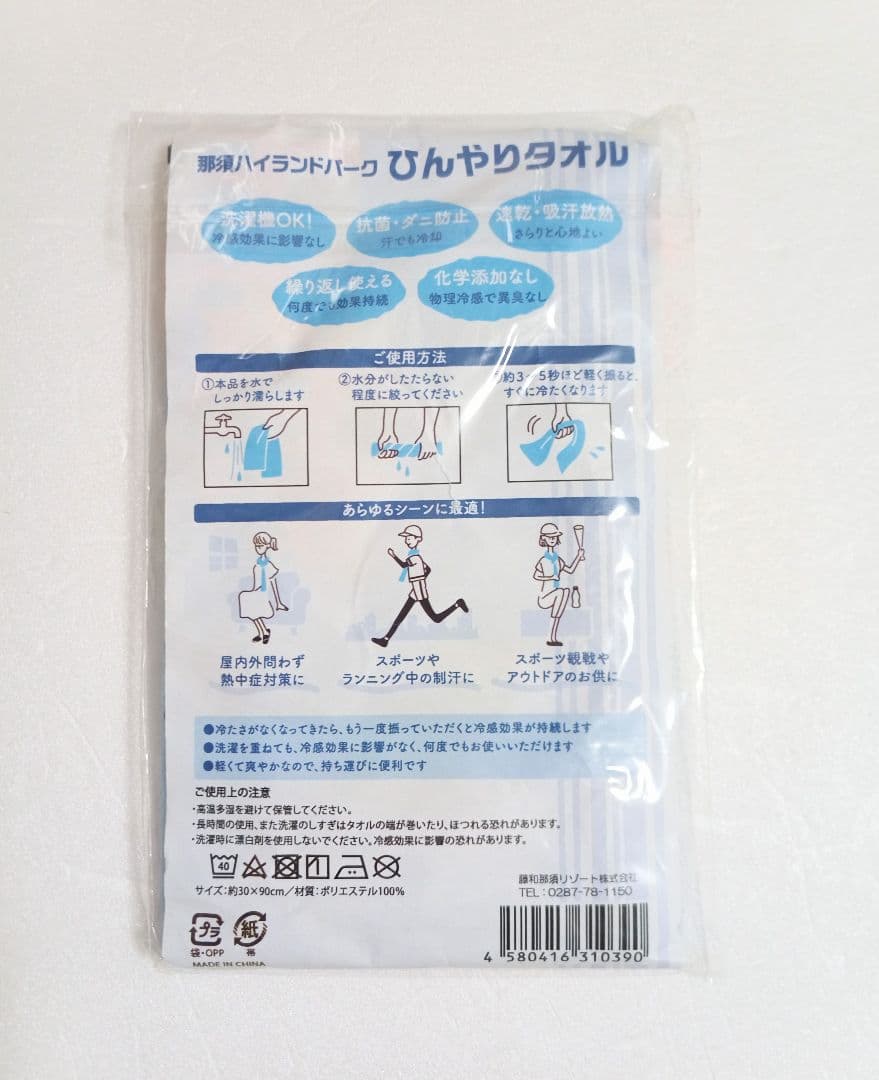 那須ハイランドパーク ひんやりタオル
洗濯機OK!
冷感効果に影響なし
抗菌・ダニ防止
汗でも冷却
速乾・吸汗放熱
さらりと心地よい
繰り返し使える
何度でも効果持続
化学添加なし
物理冷感で異臭なし
ご使用方法
①本品を水で
しっかり濡らします
②水分がしたたらない
程度に絞ってください
約3〜5秒ほど軽く振ると、
すぐに冷たくなります
あらゆるシーンに最適!
屋内外問わず
熱中症対策に
スポーツや
ランニング中の制汗に
スポーツ観戦や
アウトドアのお供に
●冷たさがなくなってきたら、もう一度振っていただくと冷感効果が持続します
●洗濯を重ねても、冷感効果に影響がなく、何度でもお使いいただけます
●軽くて爽やかなので、持ち運びに便利です
ご使用上の注意
・高温多湿を避けて保管してください。
・長時間の使用、また洗濯のしすぎはタオルの端が巻いたり、ほつれる恐れがあります。
・洗濯時に漂白剤を使用しないでください。冷感効果に影響の恐れがあります。
40
サイズ:約30×90cm/材質:ポリエステル100%
藤和那須リゾート株式会社
TEL:0287-78-1150
プラ
袋・OPP
紙
帯
MADE IN CHINA
4 580416 310390